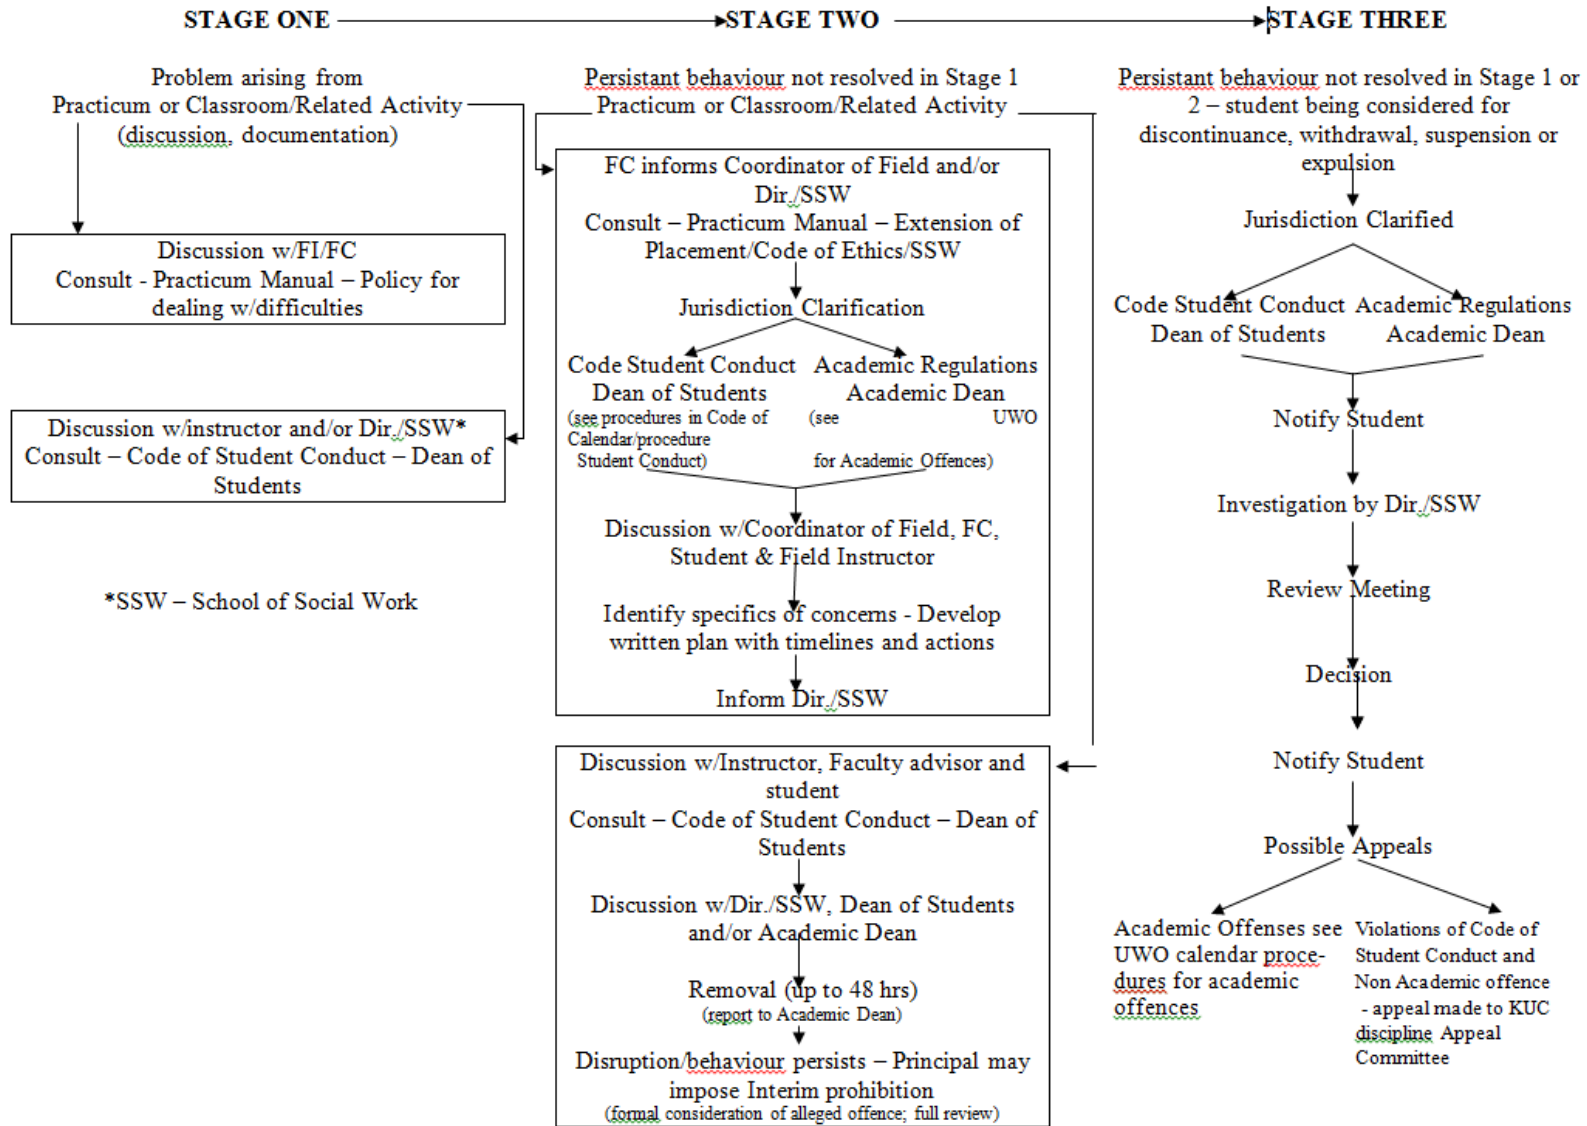 STAGE ONE
STAGE TWO
STAGE THREE
Problem arising from
Practicum or Classroom/Related Activity
(discussion, documentation)
Discussion w/FI/FC
Consult - Practicum Manual – Policy for
dealing w/difficulties
Discussion w/instructor and/or Dir./SSW*
Consult – Code of Student Conduct – Dean of
Students
*SSW – School of Social Work
Persistant behaviour not resolved in Stage 1
Practicum or Classroom/Related Activity
FC informs Coordinator of Field and/or
Dir./SSW
Consult – Practicum Manual – Extension of
Placement/Code of Ethics/SSW
Jurisdiction Clarification
Code Student Conduct Academic Regulations
Dean of Students Academic Dean
(see procedures in Code of (see UWO
Calendar/procedure
Student Conduct) for Academic Offences)
Discussion w/Coordinator of Field, FC,
Student & Field Instructor
Identify specifics of concerns - Develop
written plan with timelines and actions
Inform Dir./SSW
Discussion w/Instructor, Faculty advisor and
student
Consult – Code of Student Conduct – Dean of
Students
Discussion w/Dir./SSW, Dean of Students
and/or Academic Dean
Removal (up to 48 hrs)
(report to Academic Dean)
Disruption/behaviour persists – Principal may
impose Interim prohibition
(formal consideration of alleged offence; full review)
Persistant behaviour not resolved in Stage 1 or
2 – student being considered for
discontinuance, withdrawal, suspension or
expulsion
Jurisdiction Clarified
Code Student Conduct Academic Regulations
Dean of Students Academic Dean
Notify Student
Investigation by Dir./SSW
Review Meeting
Decision
Notify Student
Possible Appeals
Academic Offenses see
UWO calendar proce-
dures for academic
offences
Violations of Code of
Student Conduct and
Non Academic offence
- appeal made to KUC
discipline Appeal
Committee